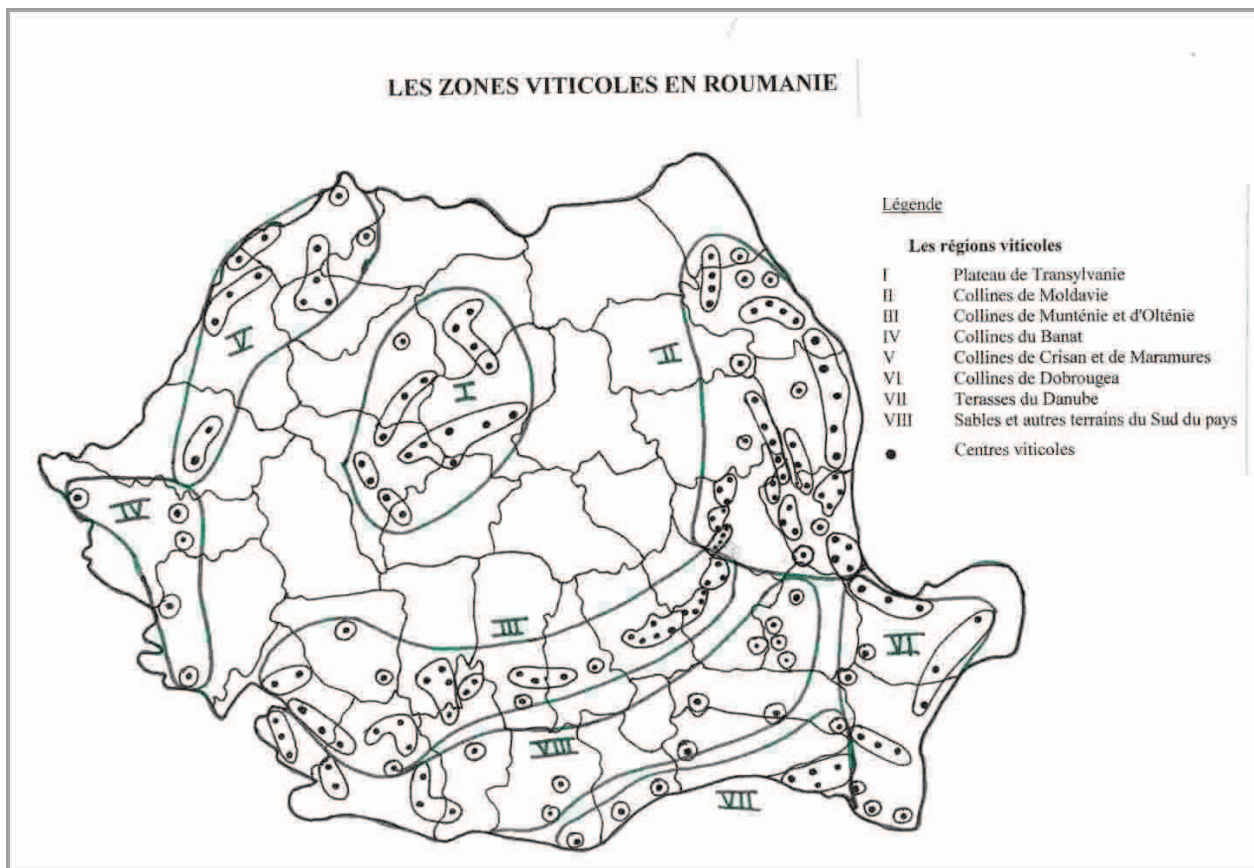 LES ZONES VITICOLES EN ROUMANIE
Légende
Les régions viticoles
I Plateau de Transylvanie
II Collines de Moldavie
III Collines de Munténie et d'Olténie
IV Collines du Banat
V Collines de Crisan et de Maramures
VI Collines de Dobrougea
VII Terasses du Danube
VIII Sables et autres terrains du Sud du pays
Centres viticoles
V
I
II
IV
III
VI
VIII
VII